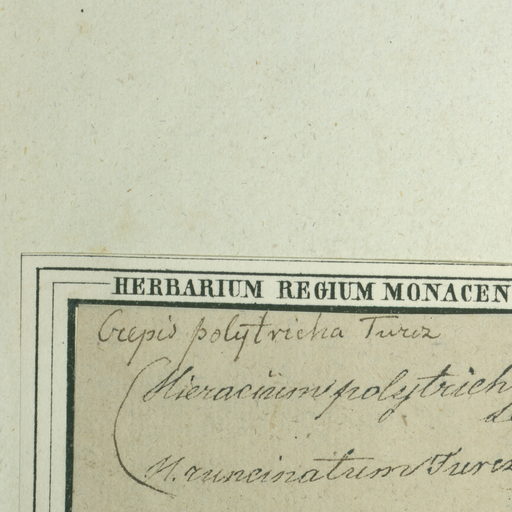 HERBARIUM REGIUM MONACEN
Crepis polytricha Turcz
Hieracium polytrich
H. runcinatum Turcz